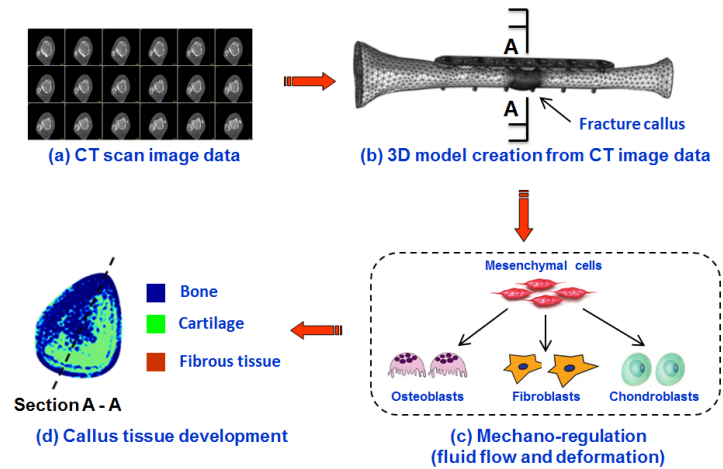 A
A
Fracture callus
(a) CT scan image data
(b) 3D model creation from CT image data
Mesenchymal cells
Osteoblasts
Fibroblasts
Chondroblasts
(c) Mechano-regulation
(fluid flow and deformation)
Bone
Cartilage
Fibrous tissue
Section A - A
(d) Callus tissue development